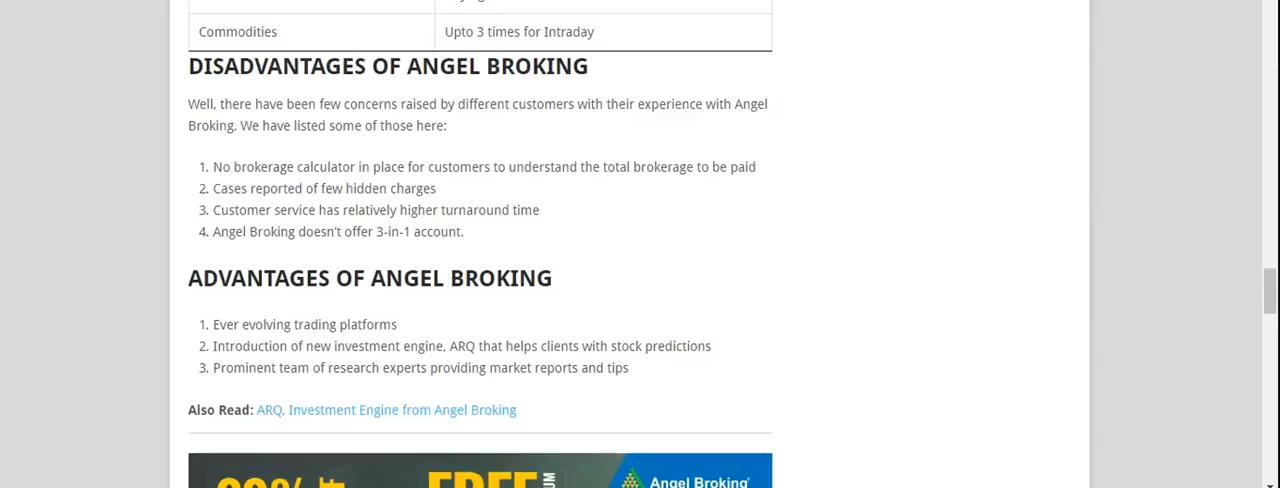 Commodities Upto 3 times for Intraday
DISADVANTAGES OF ANGEL BROKING
Well, there have been few concerns raised by different customers with their experience with Angel
Broking. We have listed some of those here:
1. No brokerage calculator in place for customers to understand the total brokerage to be paid
2. Cases reported of few hidden charges
3. Customer service has relatively higher turnaround time
4. Angel Broking doesn't offer 3-in-1 account.
ADVANTAGES OF ANGEL BROKING
1. Ever evolving trading platforms
2. Introduction of new investment engine, ARQ that helps clients with stock predictions
3. Prominent team of research experts providing market reports and tips
Also Read: ARQ, Investment Engine from Angel Broking
FREE Angel Broking